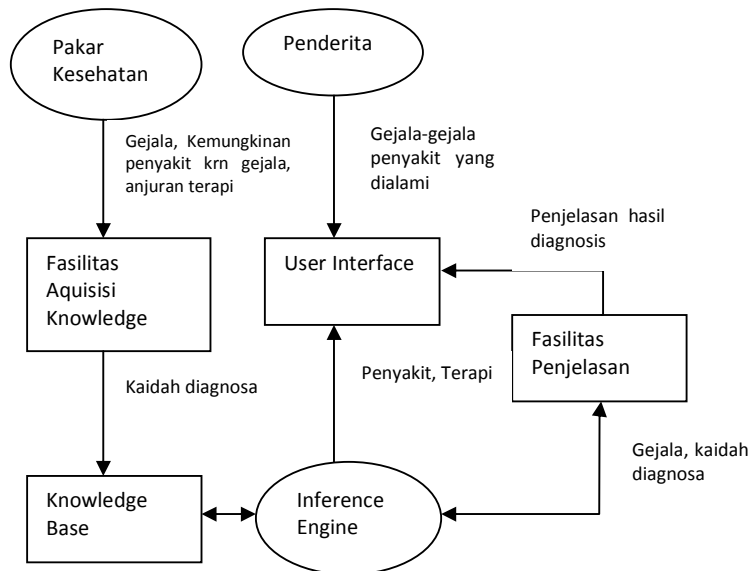 Pakar
Kesehatan
Penderita
Gejala, Kemungkinan
penyakit krn gejala,
anjuran terapi
Gejala-gejala
penyakit yang
dialami
Penjelasan hasil
diagnosis
Fasilitas
Aquisisi
Knowledge
User Interface
Fasilitas
Penjelasan
Kaidah diagnosa
Penyakit, Terapi
Gejala, kaidah
diagnosa
Knowledge
Base
Inference
Engine